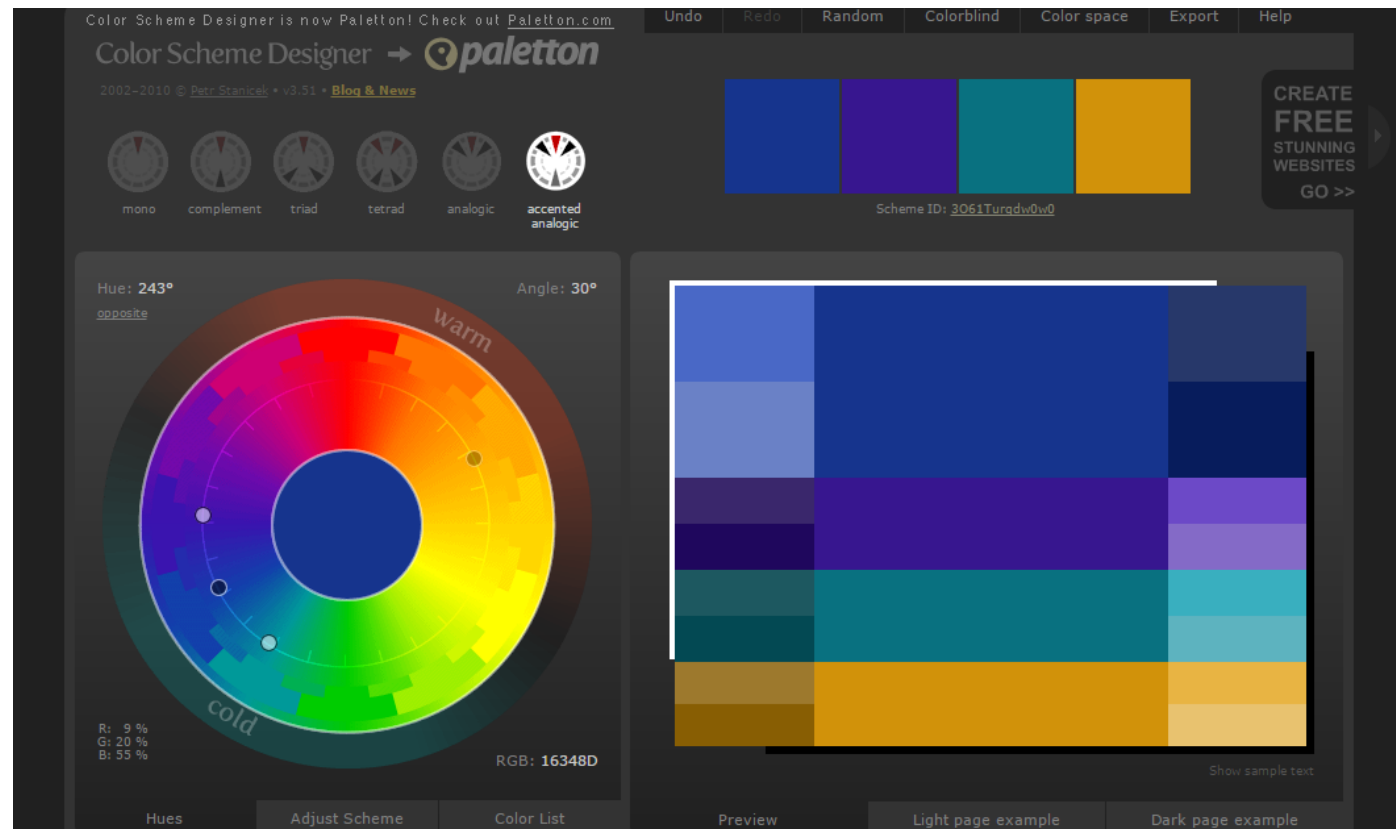 Color Scheme Designer is now Paletton! Check out Paletton.com
Undo Redo Random Colorblind Color space Export Help
Color Scheme Designer → paletton
2002–2010 © Petr Stanicek • v3.51 • Blog & News
CREATE
FREE
STUNNING
WEBSITES
GO >>
mono complement triad tetrad analogic accented
analogic
Scheme ID: 3O61Turqdw0w0
Hue: 243°
opposite
Angle: 30°
warm
cold
R: 9 %
G: 20 %
B: 55 %
RGB: 16348D
Show sample text
Hues Adjust Scheme Color List
Preview Light page example Dark page example